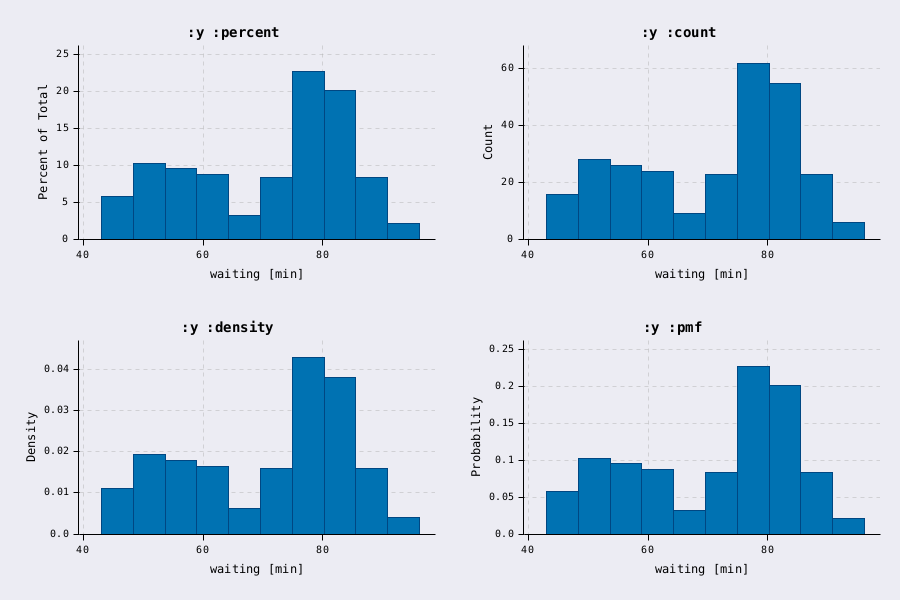 :y :percent
25
20
15
10
5
0
Percent of Total
40 60 80
waiting [min]
:y :count
60
40
20
0
Count
40 60 80
waiting [min]
:y :density
0.04
0.03
0.02
0.01
0.0
Density
40 60 80
waiting [min]
:y :pmf
0.25
0.2
0.15
0.1
0.05
0.0
Probability
40 60 80
waiting [min]